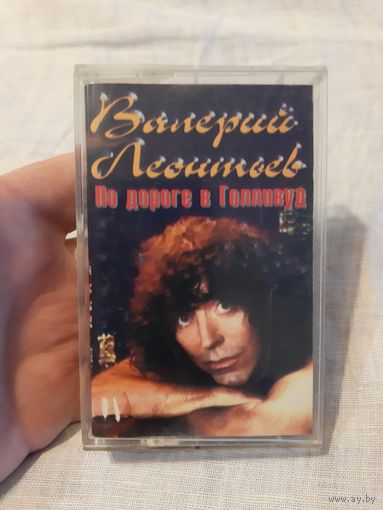 Валерий
Леонтьев
По дороге в Голливуд
www.ay.by